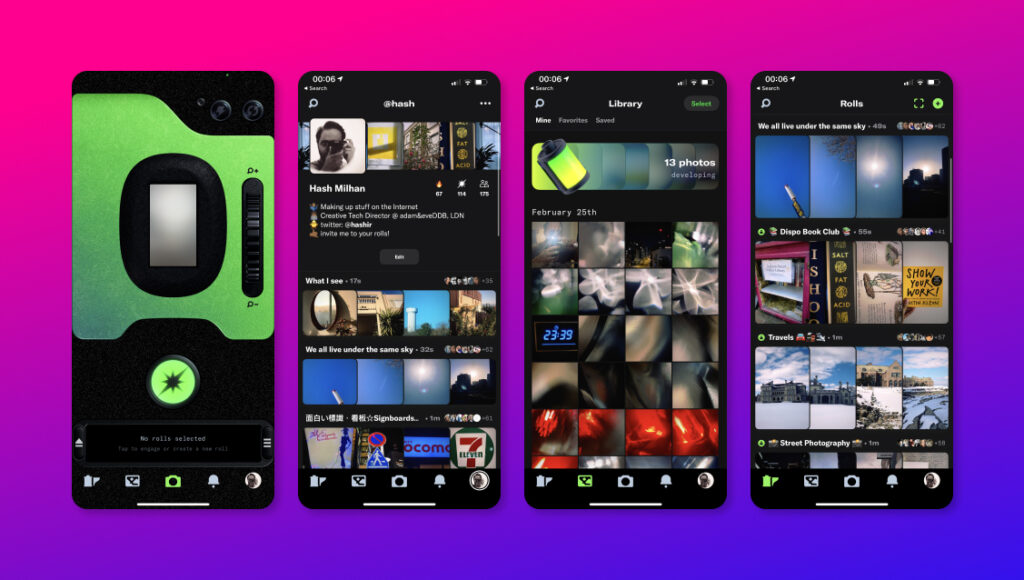 No rolls selected
Tap to engage or create a new roll
00:06
Search
@hash
FAT
ACID
Hash Milhan
67 114 175
Making up stuff on the Internet
Creative Tech Director @ adam&eveDDB, LDN
twitter: @hashir
invite me to your rolls!
Edit
What I see • 17s +35
We all live under the same sky • 32s +62
面白い標識・看板☆Signboards.. • 1m +61
ocomo
7
ELEVEN
00:06
Search
Library
Select
Mine Favorites Saved
13 photos
developing
February 25th
23:39
00:06
Search
Rolls
We all live under the same sky • 49s +62
Dispo Book Club • 55s +41
ISHO
SALT
FAT
ACID
SHOW
YOUR
WORK!
Travels • 1m +57
Street Photography • 1m +58